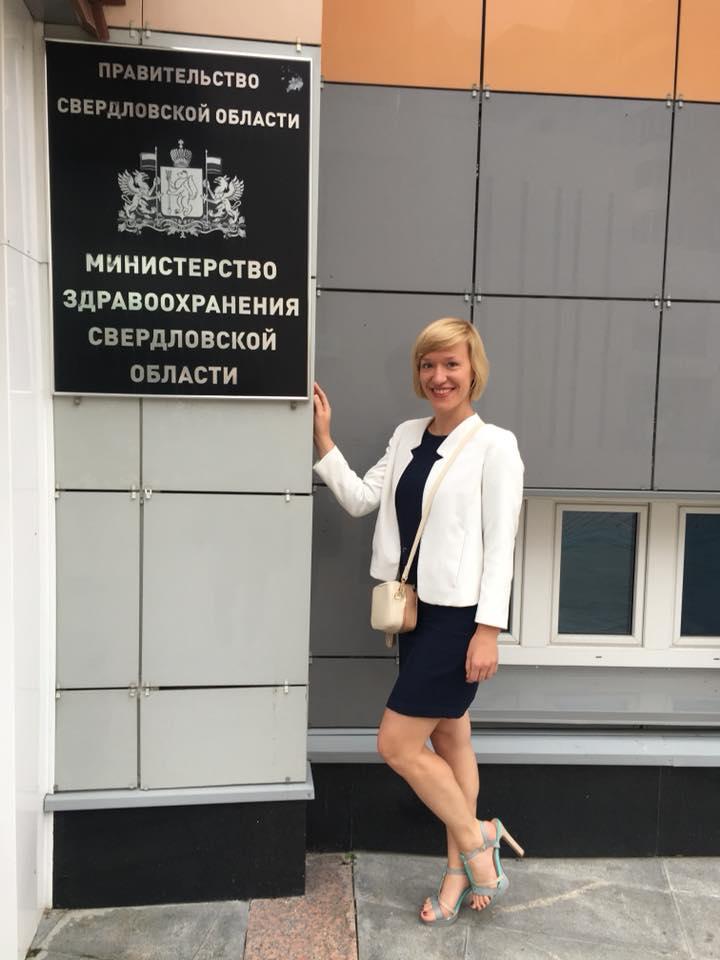 ПРАВИТЕЛЬСТВО
СВЕРДЛОВСКОЙ ОБЛАСТИ
МИНИСТЕРСТВО
ЗДРАВООХРАНЕНИЯ
СВЕРДЛОВСКОЙ
ОБЛАСТИ